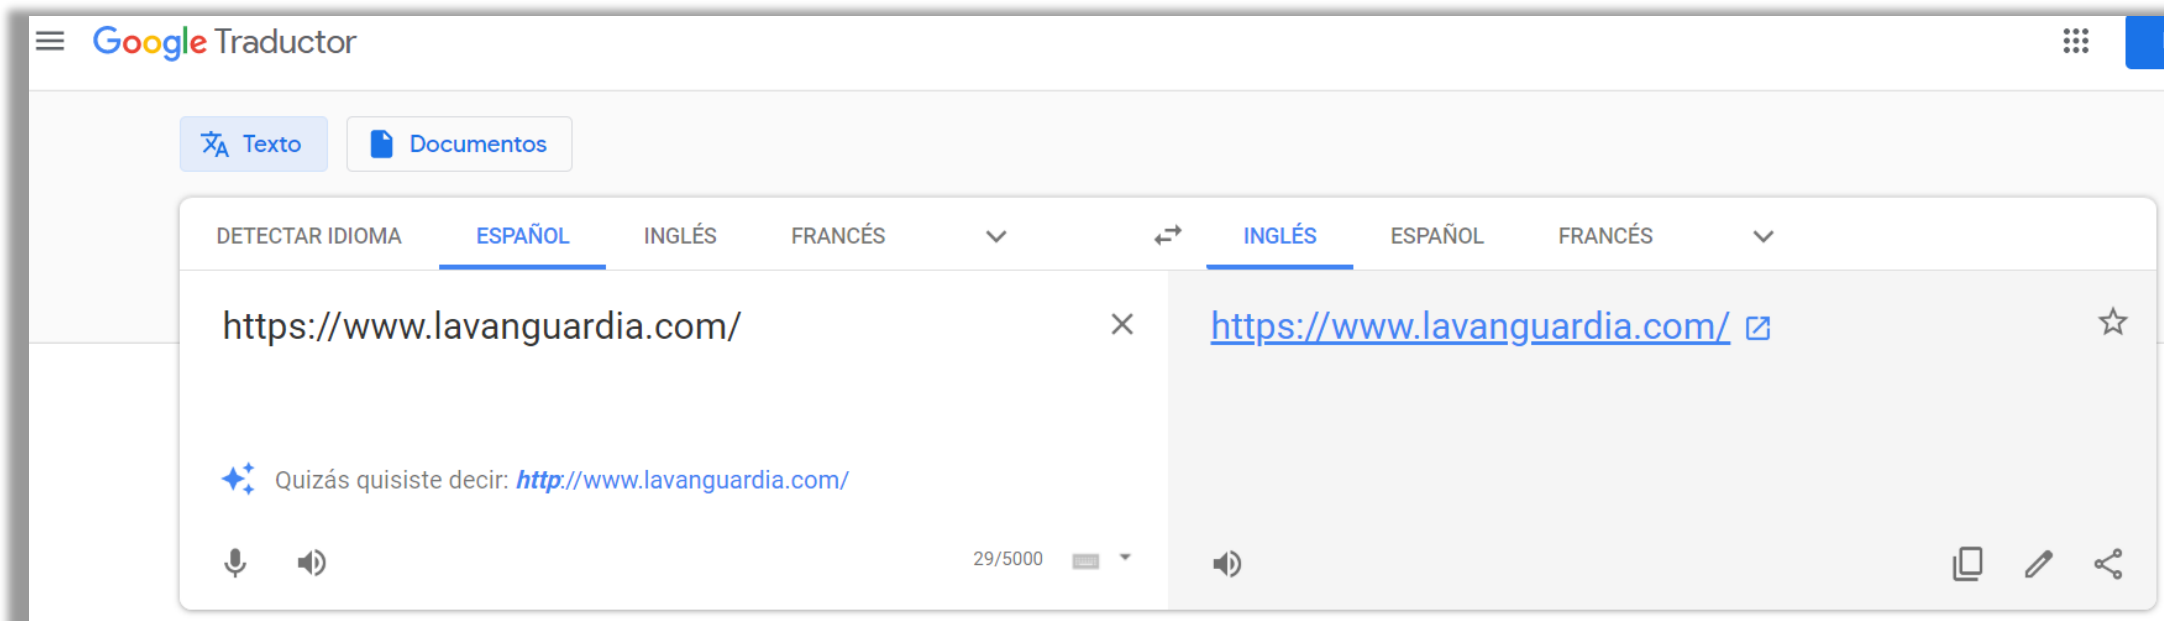 Google Traductor
Texto Documentos
DETECTAR IDIOMA ESPAÑOL INGLÉS FRANCÉS INGLÉS ESPAÑOL FRANCÉS
https://www.lavanguardia.com/ https://www.lavanguardia.com/
Quizás quisiste decir: http://www.lavanguardia.com/
29/5000